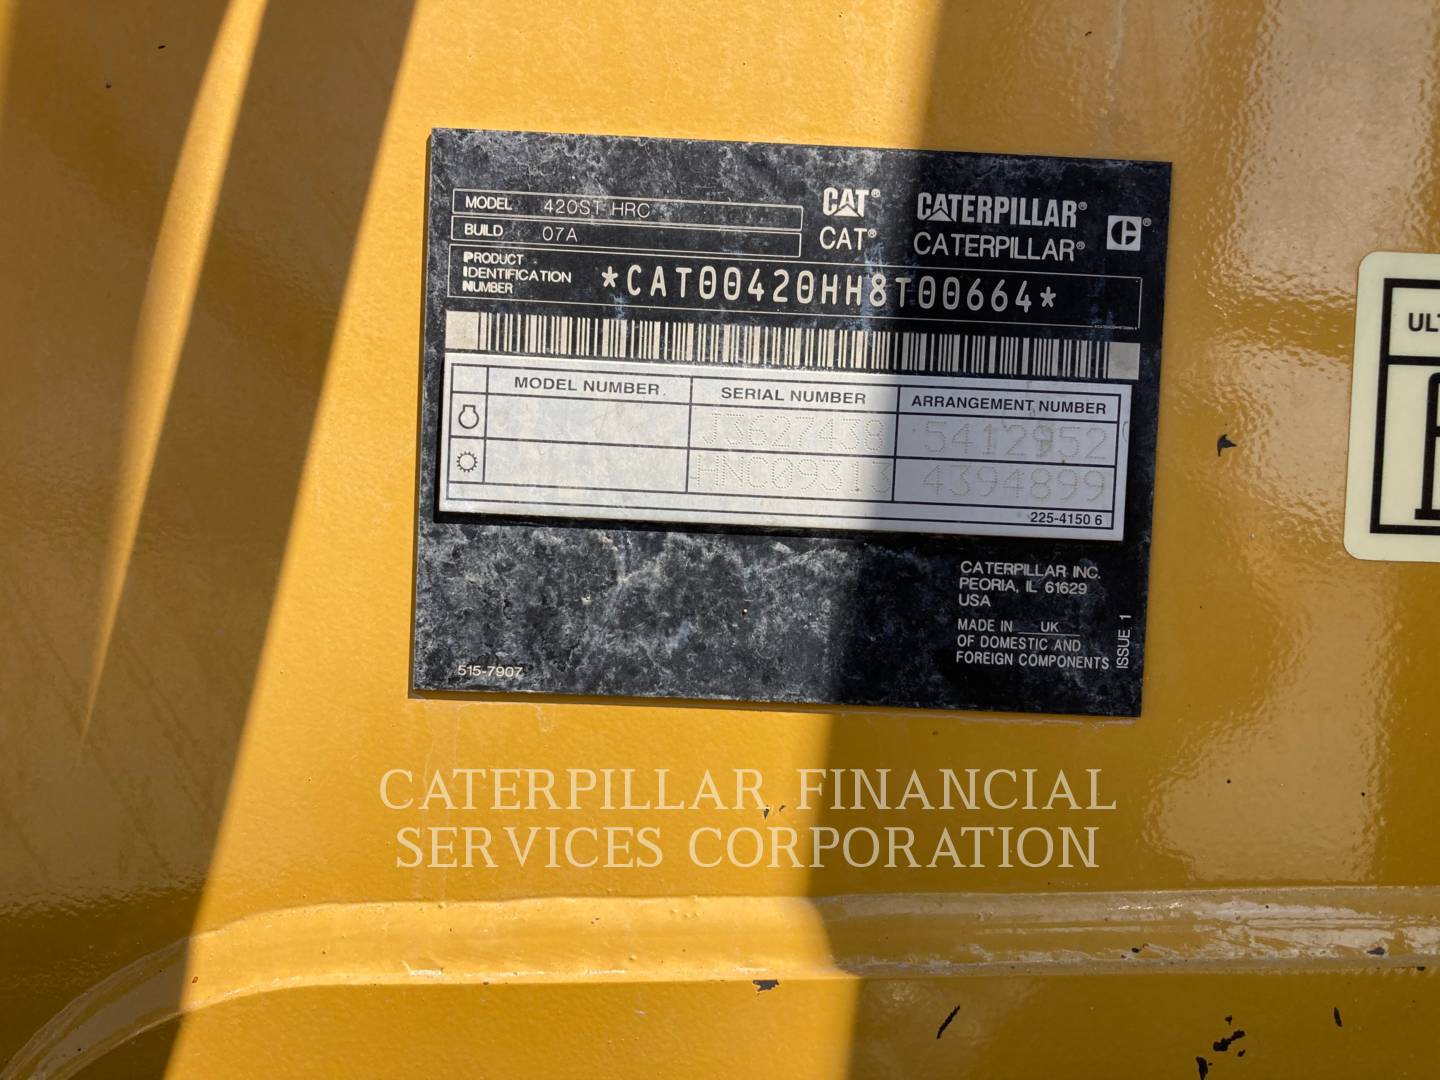 MODEL 420ST HRC
BUILD 07A
CAT® CATERPILLAR® ®
CAT® CATERPILLAR®
PRODUCT
IDENTIFICATION
NUMBER
*CAT00420HH8T00664*
MODEL NUMBER SERIAL NUMBER ARRANGEMENT NUMBER
J3627438 5412952
HNC09313 4394899
225-4150 6
CATERPILLAR INC.
PEORIA, IL 61629
USA
MADE IN UK
OF DOMESTIC AND
FOREIGN COMPONENTS
ISSUE 1
515-7907
CATERPILLAR FINANCIAL
SERVICES CORPORATION